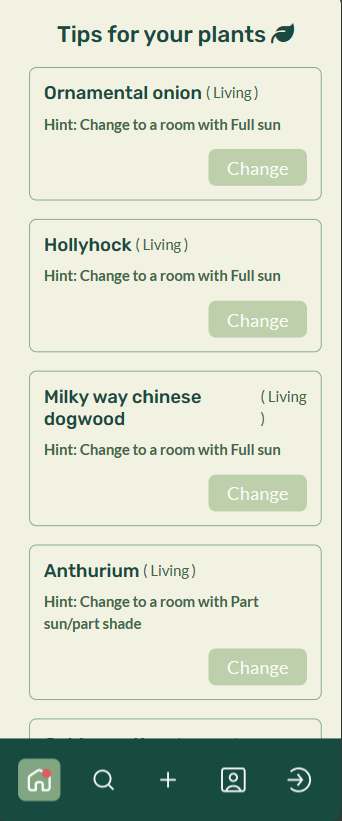 Tips for your plants
Ornamental onion ( Living )
Hint: Change to a room with Full sun
Change
Hollyhock ( Living )
Hint: Change to a room with Full sun
Change
Milky way chinese ( Living
dogwood )
Hint: Change to a room with Full sun
Change
Anthurium ( Living )
Hint: Change to a room with Part
sun/part shade
Change